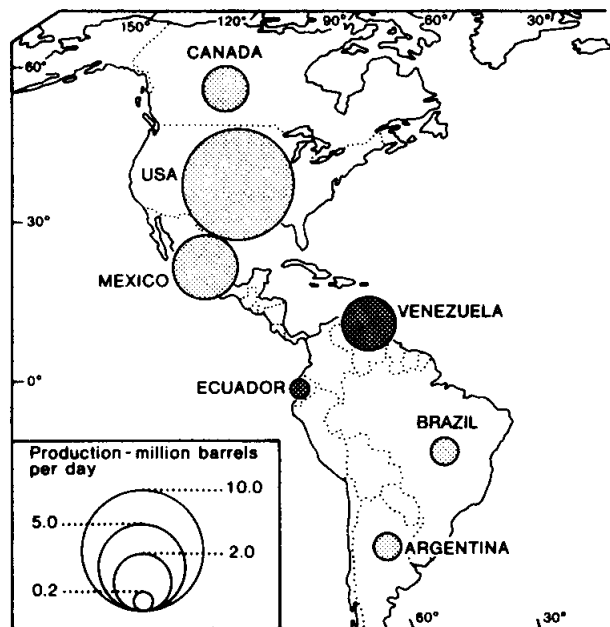 150° 120° 90° 60° 30°
CANADA
60°
USA
30°
MEXICO
VENEZUELA
0°
ECUADOR
BRAZIL
Production - million barrels
per day
10.0
5.0
2.0
ARGENTINA
0.2
60° 30°